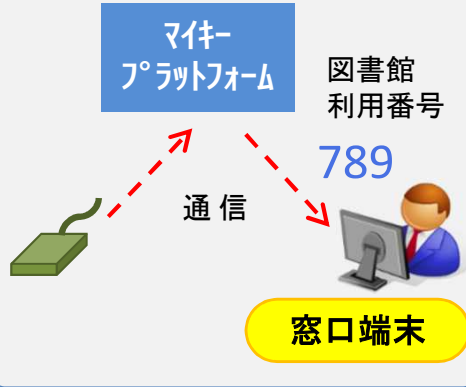 マイキー
プラットフォーム
図書館
利用番号
789
通 信
窓口端末